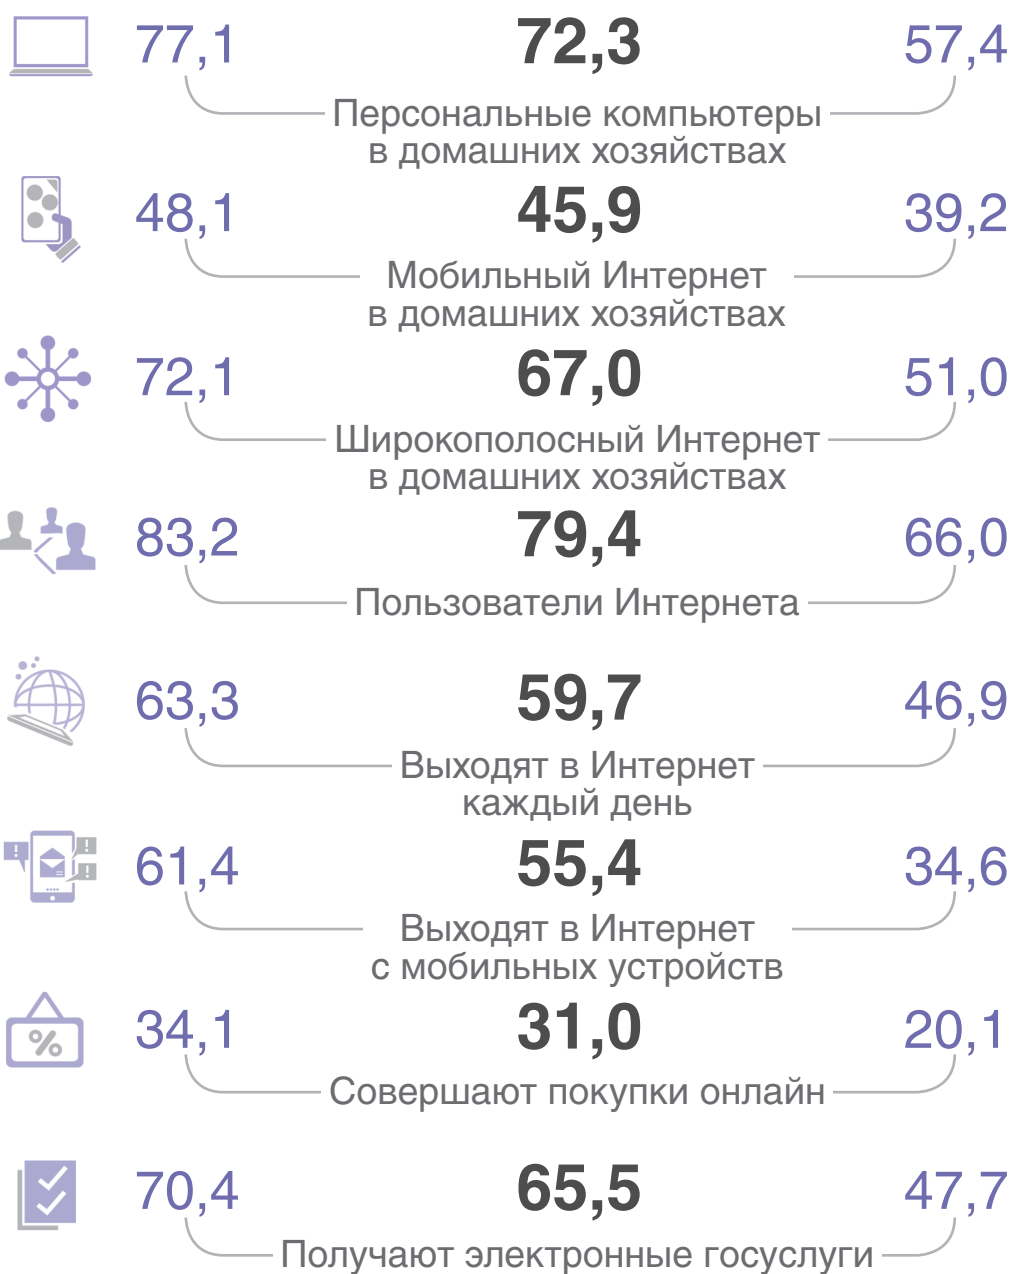 77,1 72,3 57,4
Персональные компьютеры
в домашних хозяйствах
48,1 45,9 39,2
Мобильный Интернет
в домашних хозяйствах
72,1 67,0 51,0
Широкополосный Интернет
в домашних хозяйствах
83,2 79,4 66,0
Пользователи Интернета
63,3 59,7 46,9
Выходят в Интернет
каждый день
61,4 55,4 34,6
Выходят в Интернет
с мобильных устройств
34,1 31,0 20,1
%
Совершают покупки онлайн
70,4 65,5 47,7
Получают электронные госуслуги